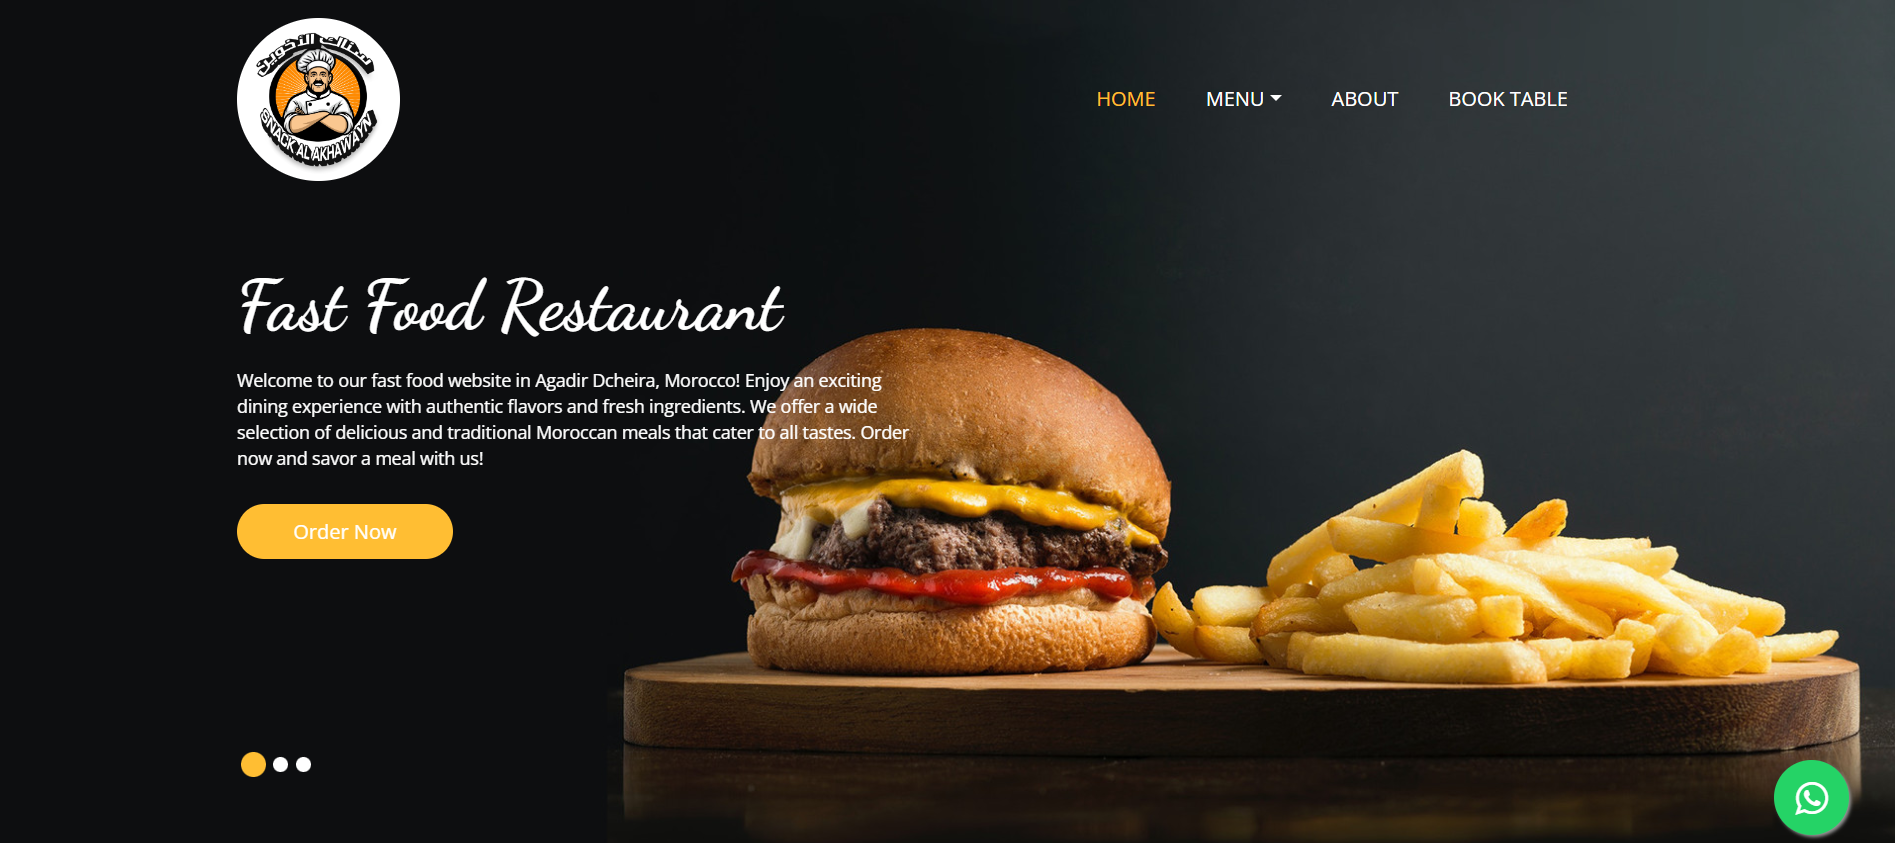 سناك الأخوين
SNACK AL AKHAWAYN
HOME MENU ABOUT BOOK TABLE
Fast Food Restaurant
Welcome to our fast food website in Agadir Dcheira, Morocco! Enjoy an exciting
dining experience with authentic flavors and fresh ingredients. We offer a wide
selection of delicious and traditional Moroccan meals that cater to all tastes. Order
now and savor a meal with us!
Order Now